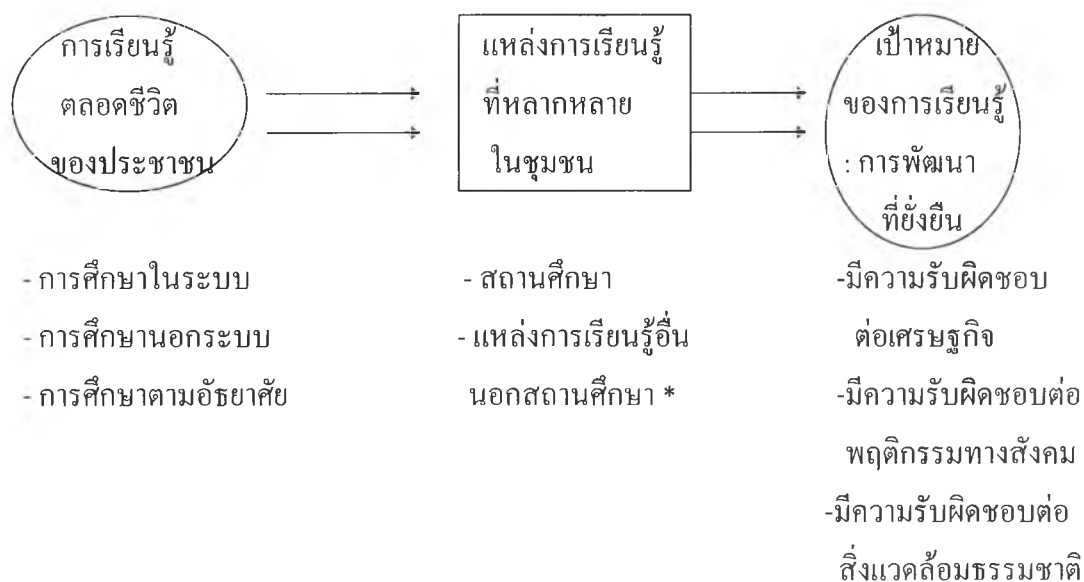 การเรียนรู้
ตลอดชีวิต
ของประชาชน
แหล่งการเรียนรู้
ที่หลากหลาย
ในชุมชน
เป้าหมาย
ของการเรียนรู้
: การพัฒนา
ที่ยั่งยืน
- การศึกษาในระบบ
- การศึกษานอกระบบ
- การศึกษาตามอัธยาศัย
- สถานศึกษา
- แหล่งการเรียนรู้อื่น
นอกสถานศึกษา *
-มีความรับผิดชอบ
ต่อเศรษฐกิจ
-มีความรับผิดชอบต่อ
พฤติกรรมทางสังคม
-มีความรับผิดชอบต่อ
สิ่งแวดล้อมธรรมชาติ